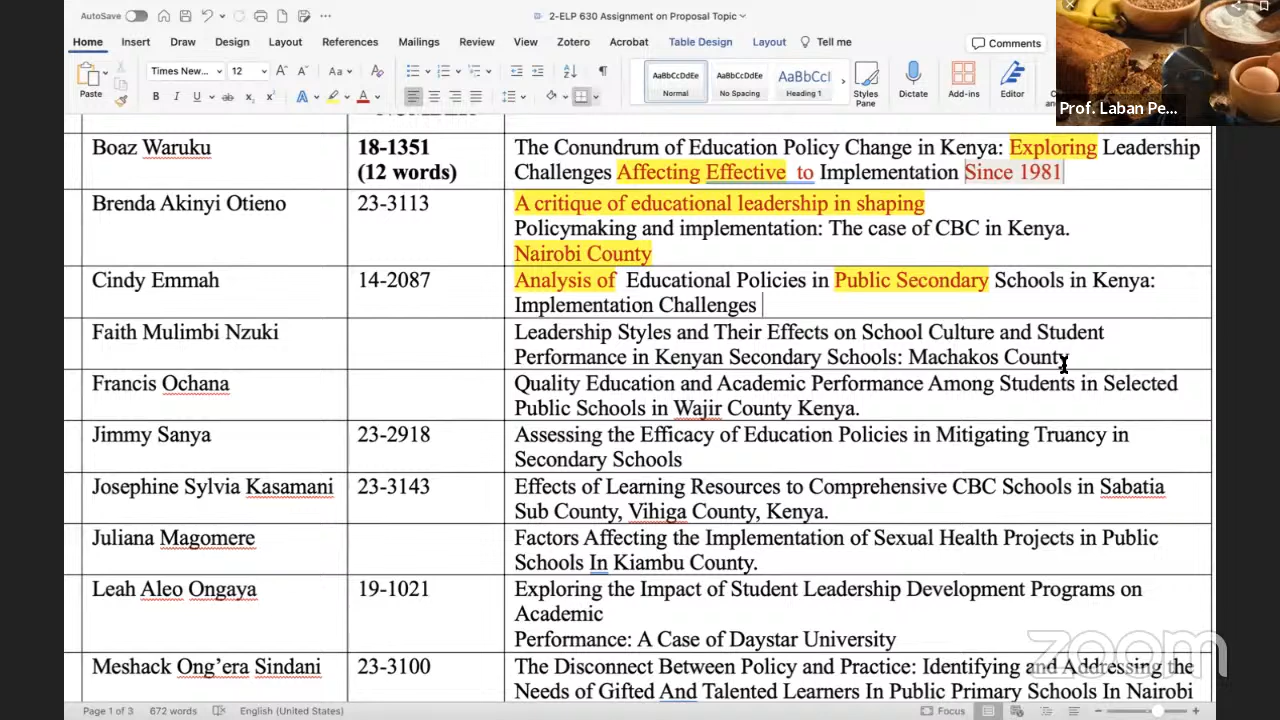 AutoSave
2-ELP 630 Assignment on Proposal Topic
Home Insert Draw Design Layout References Mailings Review View Zotero Acrobat Table Design Layout Tell me
Comments
Times New... 12 Aa
Paste
B I U ab x x A A
AaBbCcDdEe AaBbCcDdEe AaBbCcI
Normal No Spacing Heading 1
Styles Pane
Dictate
Add-ins
Editor
Prof. Laban Pe...
Boaz Waruku 18-1351 The Conundrum of Education Policy Change in Kenya: Exploring Leadership
(12 words) Challenges Affecting Effective to Implementation Since 1981
Brenda Akinyi Otieno 23-3113 A critique of educational leadership in shaping
Policymaking and implementation: The case of CBC in Kenya.
Nairobi County
Cindy Emmah 14-2087 Analysis of Educational Policies in Public Secondary Schools in Kenya:
Implementation Challenges
Faith Mulimbi Nzuki Leadership Styles and Their Effects on School Culture and Student
Performance in Kenyan Secondary Schools: Machakos County
Francis Ochana Quality Education and Academic Performance Among Students in Selected
Public Schools in Wajir County Kenya.
Jimmy Sanya 23-2918 Assessing the Efficacy of Education Policies in Mitigating Truancy in
Secondary Schools
Josephine Sylvia Kasamani 23-3143 Effects of Learning Resources to Comprehensive CBC Schools in Sabatia
Sub County, Vihiga County, Kenya.
Juliana Magomere Factors Affecting the Implementation of Sexual Health Projects in Public
Schools In Kiambu County.
Leah Aleo Ongaya 19-1021 Exploring the Impact of Student Leadership Development Programs on
Academic
Performance: A Case of Daystar University
zoom
Meshack Ong'era Sindani 23-3100 The Disconnect Between Policy and Practice: Identifying and Addressing the
Needs of Gifted And Talented Learners In Public Primary Schools In Nairobi
Page 1 of 3 672 words English (United States) Focus